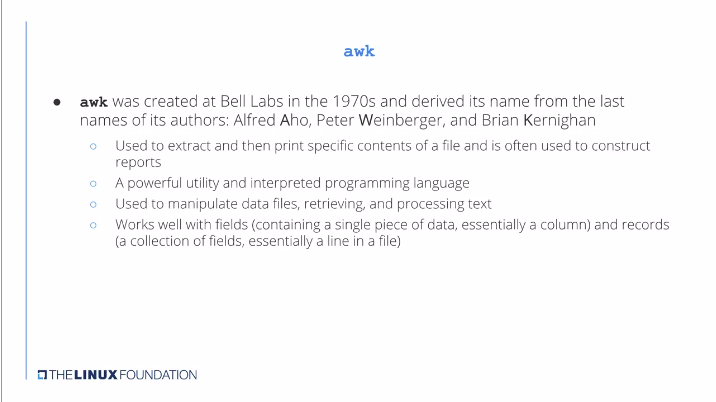 awk
● awk was created at Bell Labs in the 1970s and derived its name from the last
names of its authors: Alfred Aho, Peter Weinberger, and Brian Kernighan
○ Used to extract and then print specific contents of a file and is often used to construct
reports
○ A powerful utility and interpreted programming language
○ Used to manipulate data files, retrieving, and processing text
○ Works well with fields (containing a single piece of data, essentially a column) and records
(a collection of fields, essentially a line in a file)
THE LINUX FOUNDATION